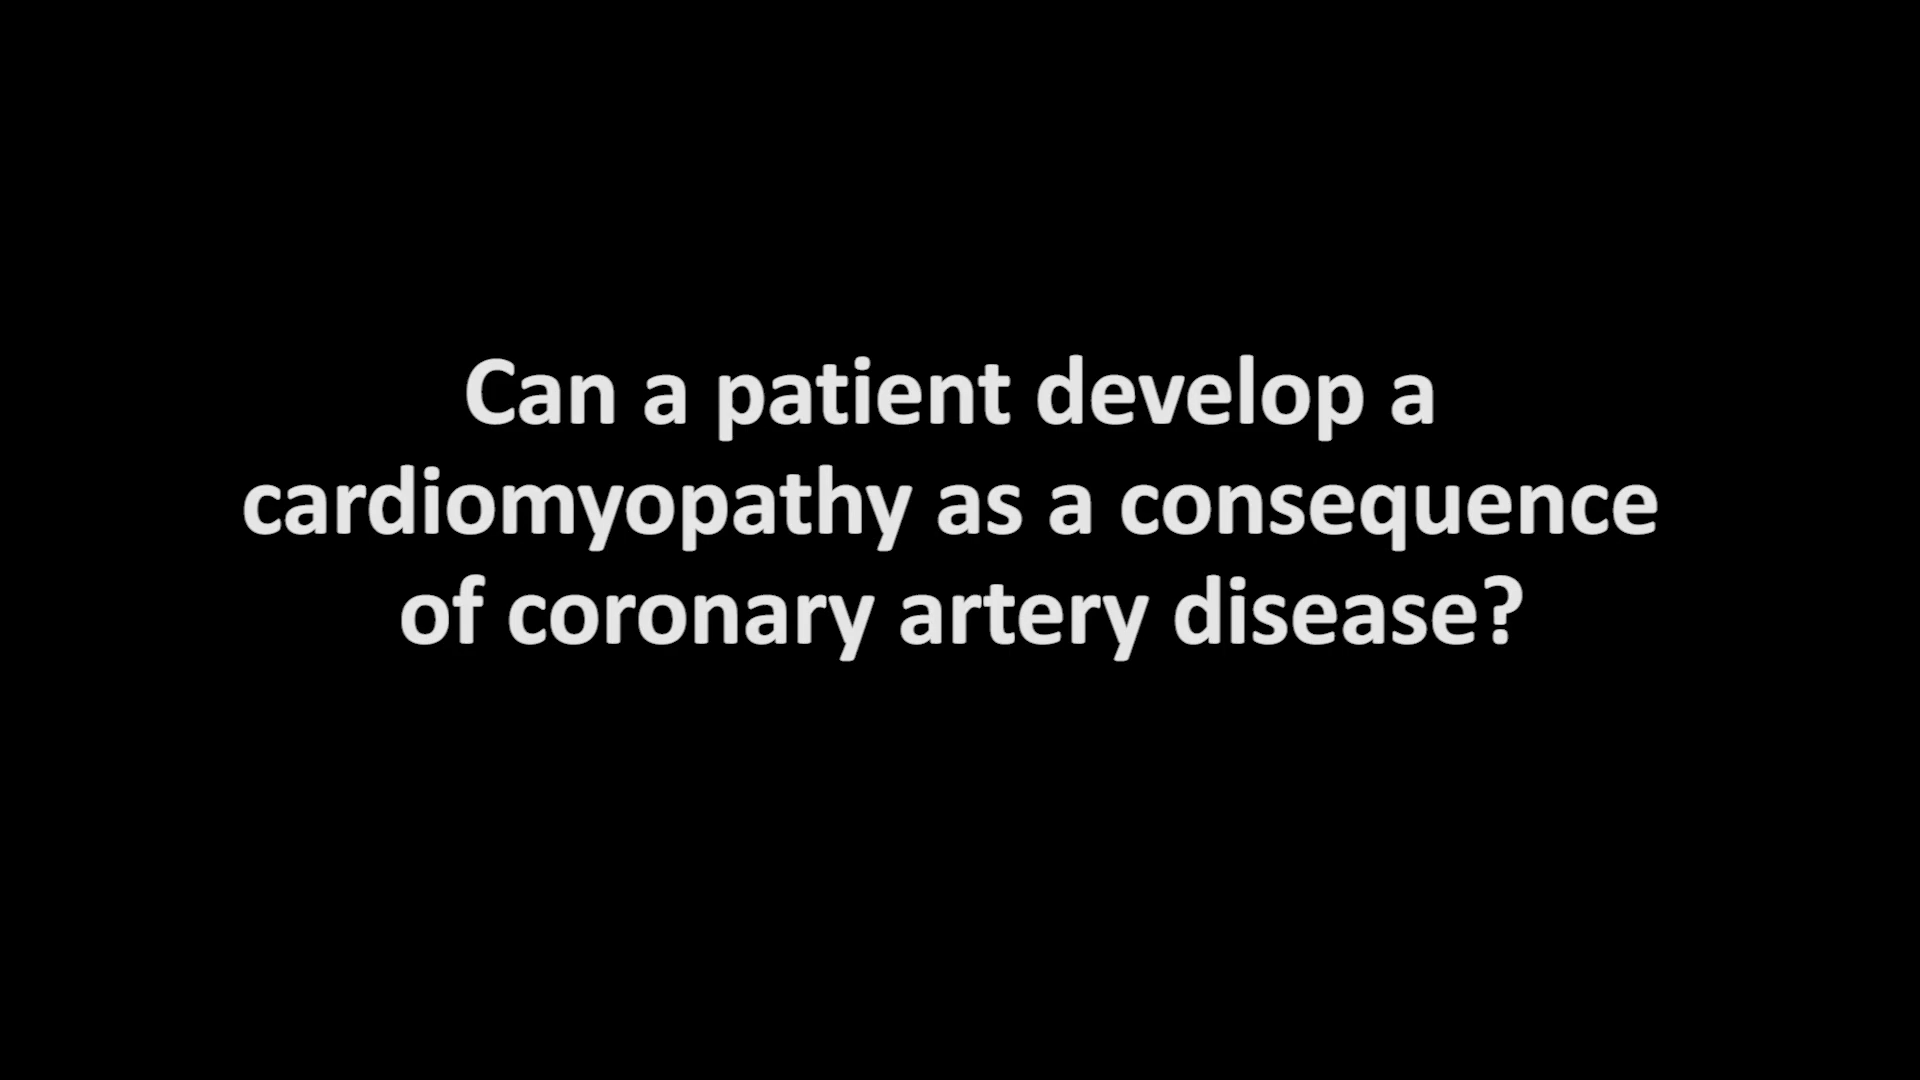 Can a patient develop a
cardiomyopathy as a consequence
of coronary artery disease?